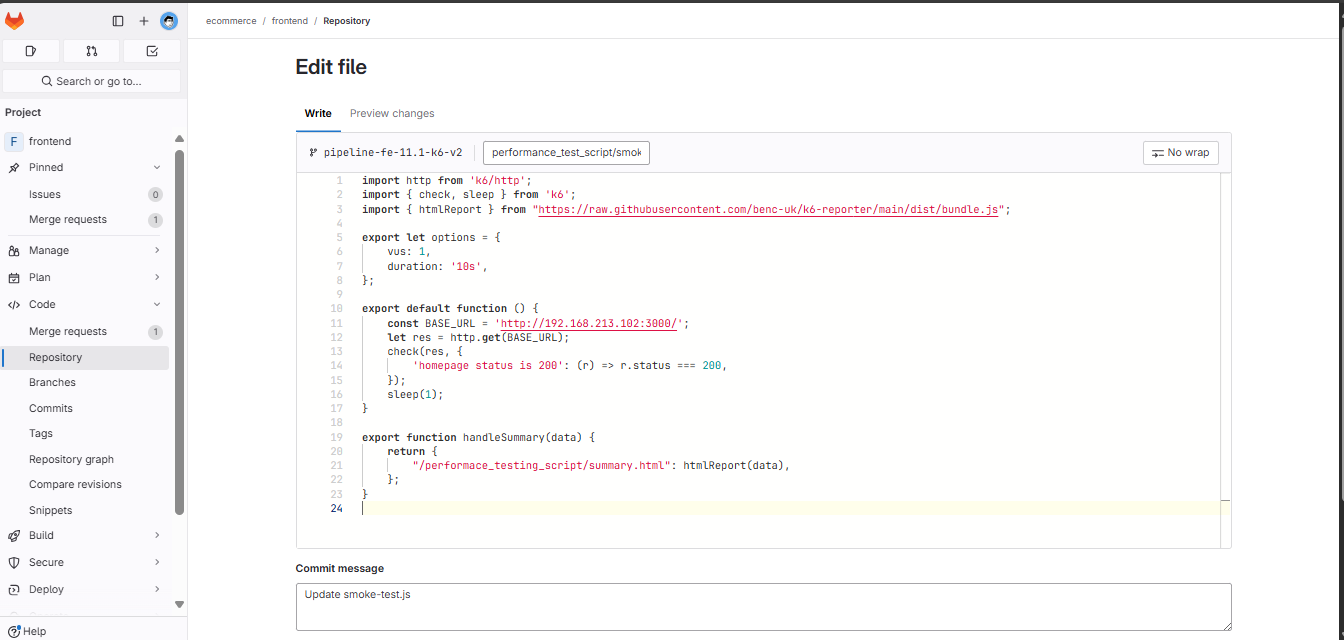 ecommerce / frontend / Repository
Search or go to...
Project
F frontend
Pinned
Issues 0
Merge requests 1
Manage
Plan
Code
Merge requests 1
Repository
Branches
Commits
Tags
Repository graph
Compare revisions
Snippets
Build
Secure
Deploy
Help
Edit file
Write Preview changes
pipeline-fe-11.1-k6-v2 performance_test_script/smok No wrap
1 import http from 'k6/http';
2 import { check, sleep } from 'k6';
3 import { htmlReport } from "https://raw.githubusercontent.com/benc-uk/k6-reporter/main/dist/bundle.js";
4
5 export let options = {
6 vus: 1,
7 duration: '10s',
8 };
9
10 export default function () {
11 const BASE_URL = 'http://192.168.213.102:3000/';
12 let res = http.get(BASE_URL);
13 check(res, {
14 'homepage status is 200': (r) => r.status === 200,
15 });
16 sleep(1);
17 }
18
19 export function handleSummary(data) {
20 return {
21 "/performace_testing_script/summary.html": htmlReport(data),
22 };
23 }
24
Commit message
Update smoke-test.js